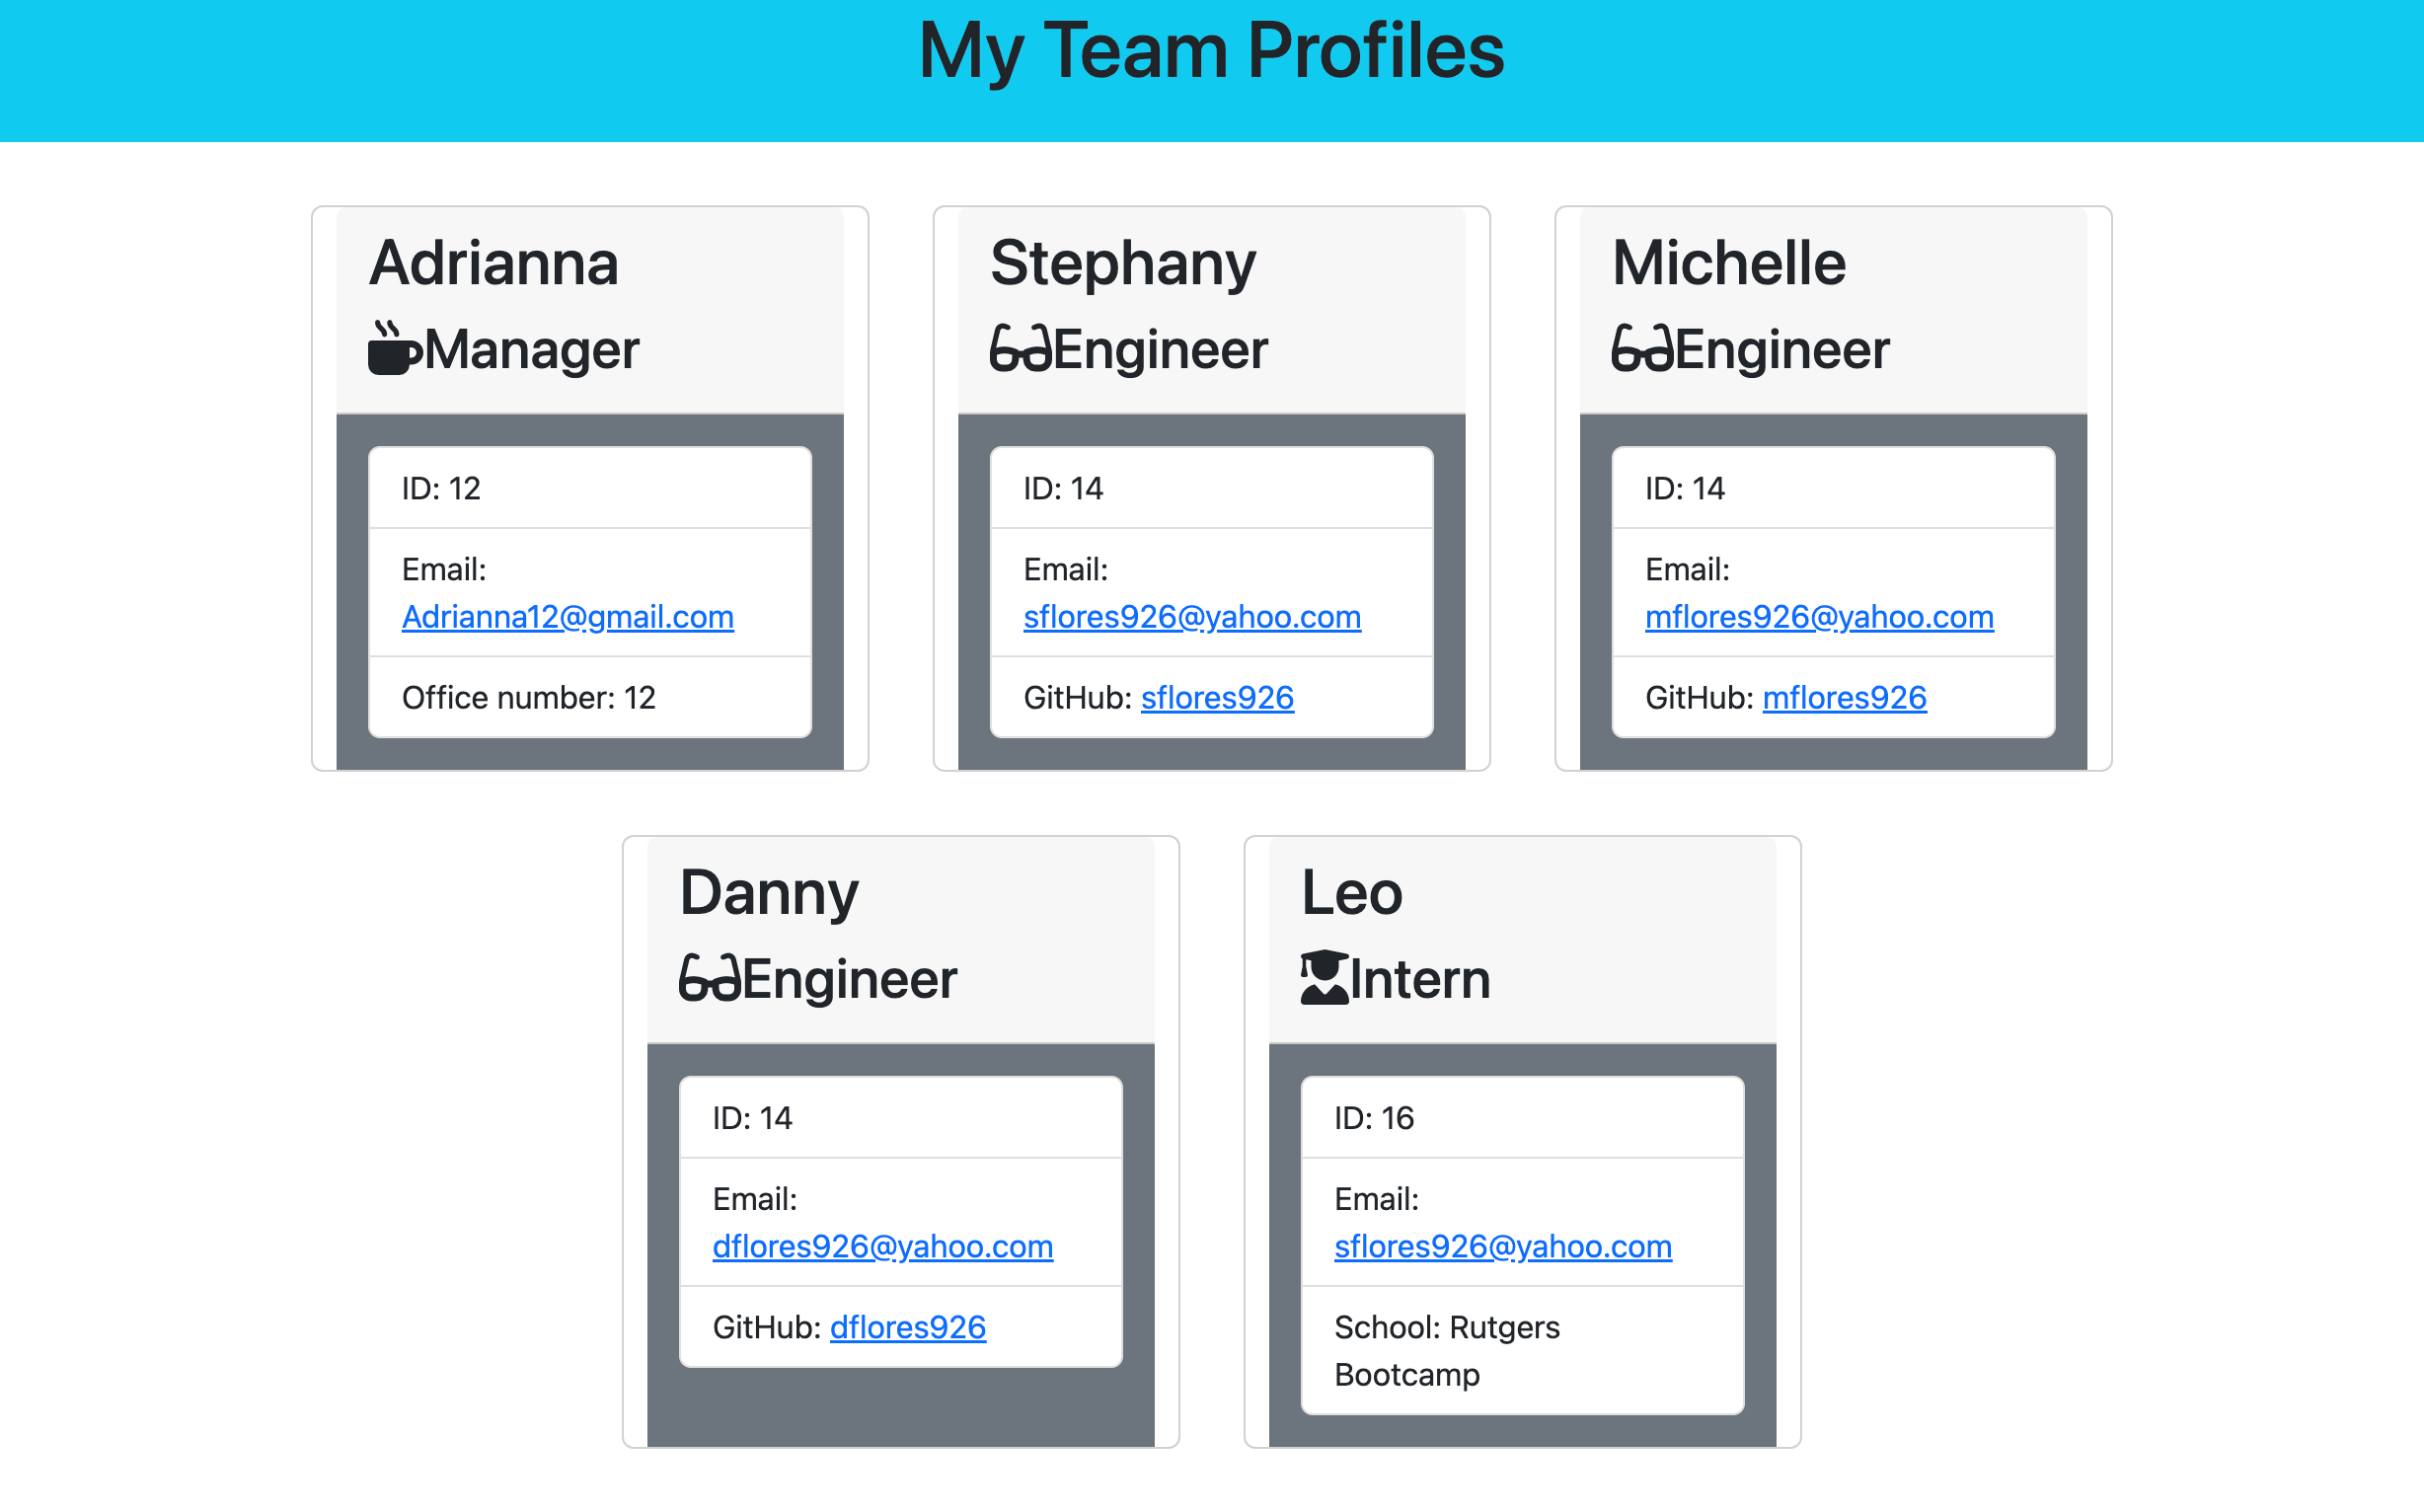 My Team Profiles
Adrianna
Manager
ID: 12
Email:
Adrianna12@gmail.com
Office number: 12
Stephany
Engineer
ID: 14
Email:
sflores926@yahoo.com
GitHub: sflores926
Michelle
Engineer
ID: 14
Email:
mflores926@yahoo.com
GitHub: mflores926
Danny
Engineer
ID: 14
Email:
dflores926@yahoo.com
GitHub: dflores926
Leo
Intern
ID: 16
Email:
sflores926@yahoo.com
School: Rutgers
Bootcamp